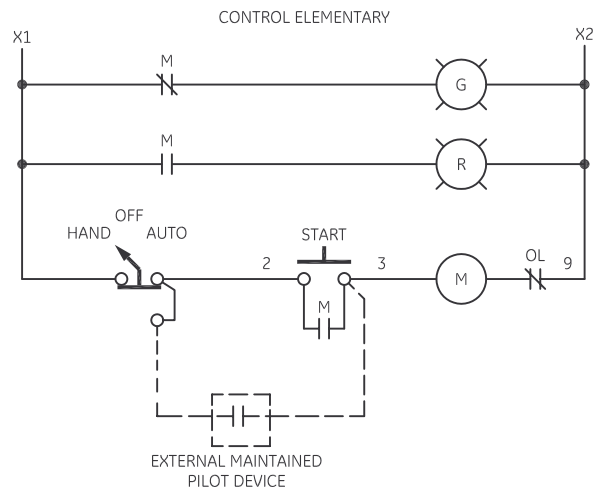 CONTROL ELEMENTARY
X1
X2
M
G
M
R
OFF
HAND AUTO
START
OL
2
3
M
9
M
EXTERNAL MAINTAINED
PILOT DEVICE